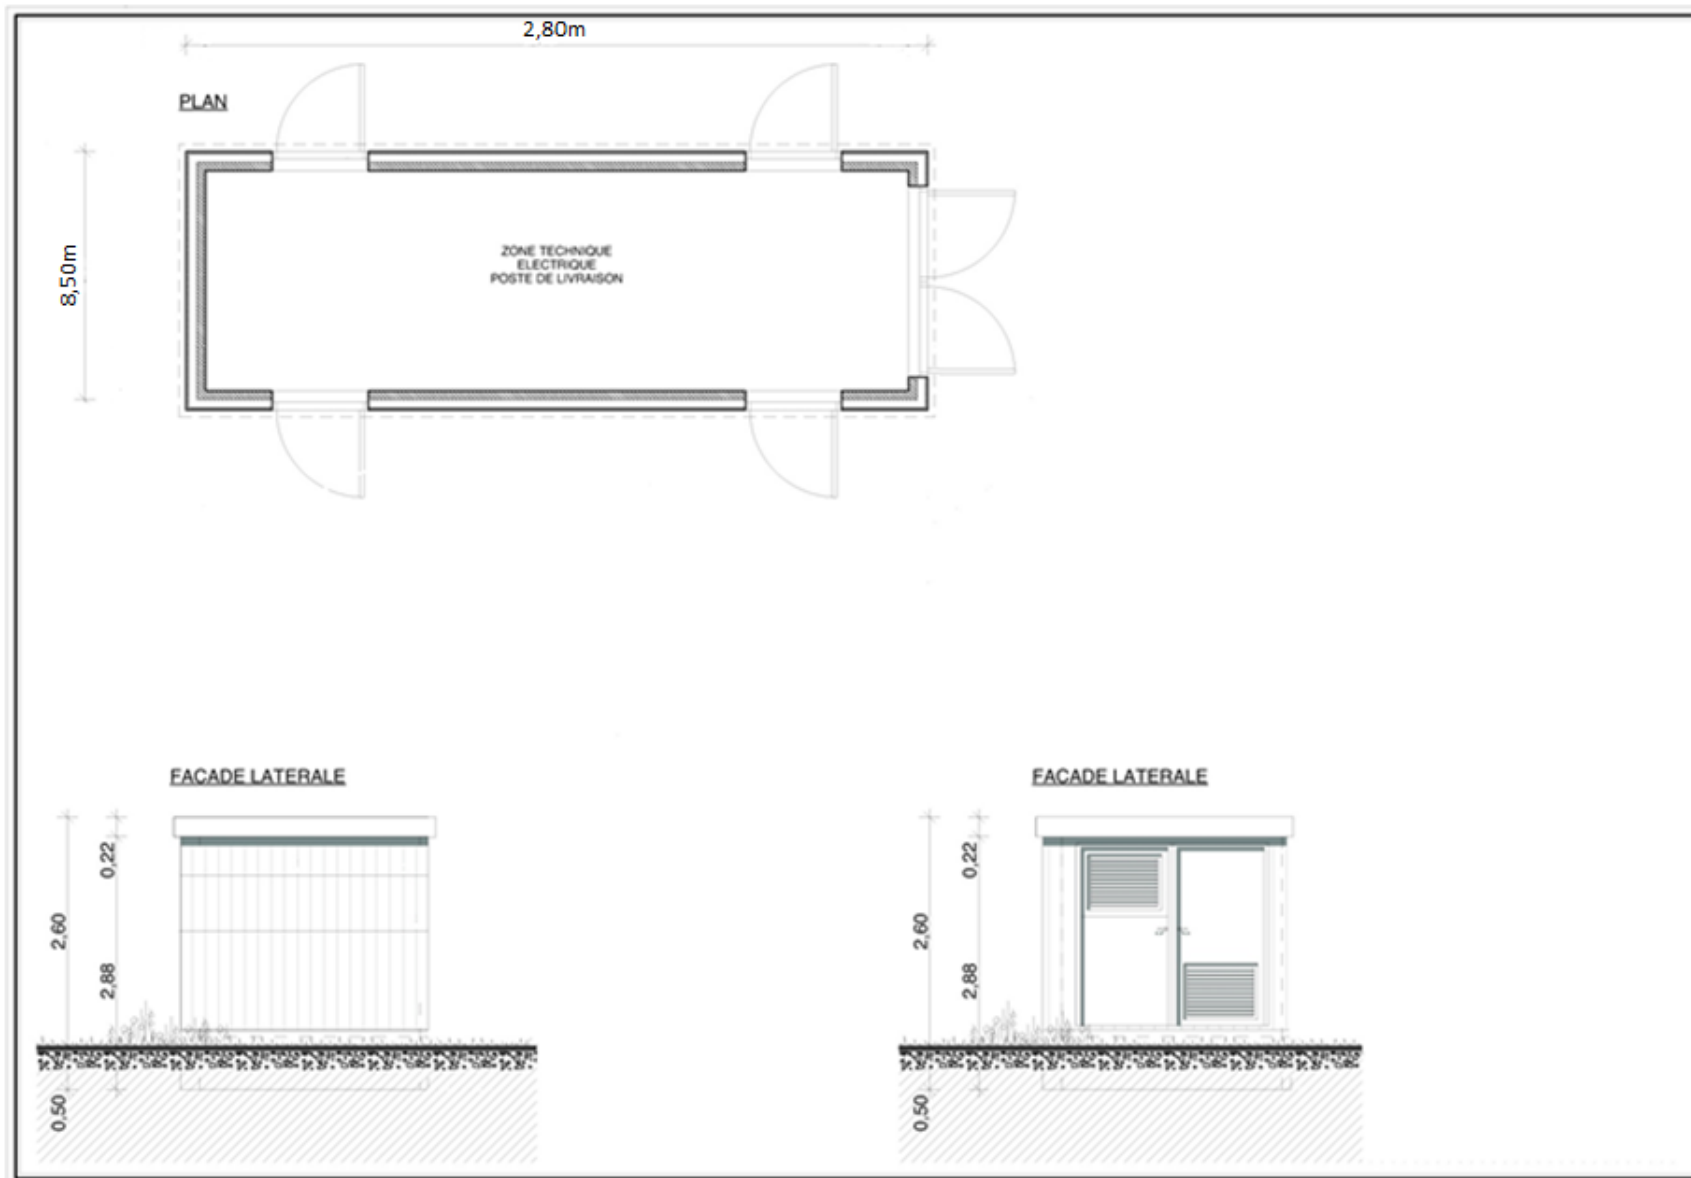 2,80m
PLAN
8,50m
ZONE TECHNIQUE
ELECTRIQUE
POSTE DE LIVRAISON
FACADE LATERALE
0,22
2,60
2,88
0,50
FACADE LATERALE
0,22
2,60
2,88
0,50